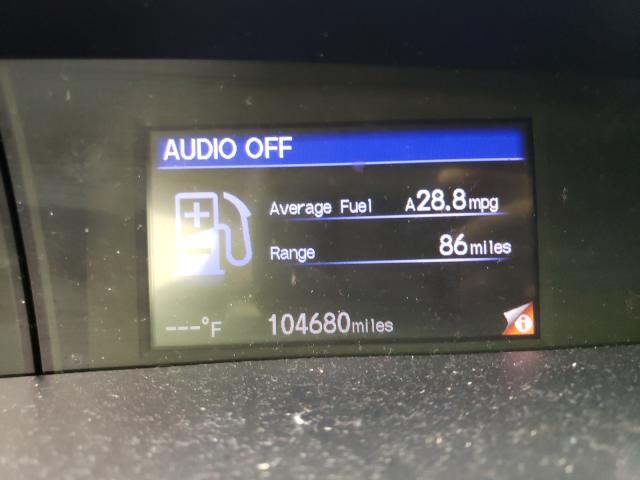 AUDIO OFF
Average Fuel A28.8mpg
Range 86miles
---°F 104680miles